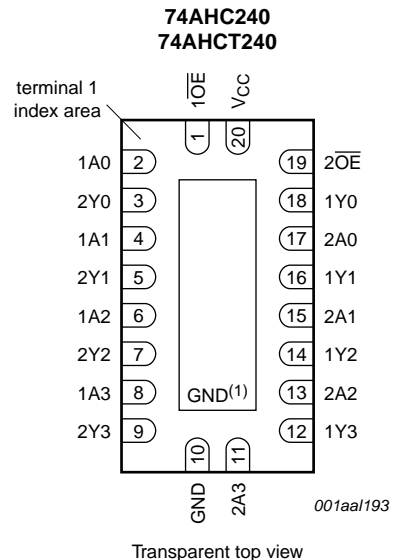 74AHC240
74AHCT240
terminal 1
index area
1O̅E̅
VCC
1
20
1A0 2 19 2O̅E̅
2Y0 3 18 1Y0
1A1 4 17 2A0
2Y1 5 16 1Y1
1A2 6 15 2A1
2Y2 7 14 1Y2
1A3 8 GND(1) 13 2A2
2Y3 9 12 1Y3
10
11
GND
2A3
001aal193
Transparent top view